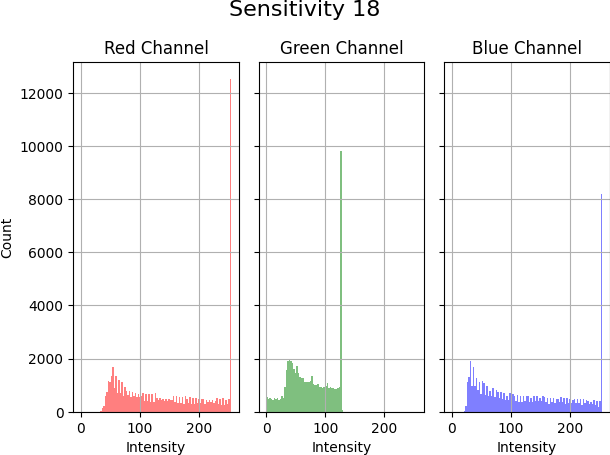 Sensitivity 18
Red Channel
Green Channel
Blue Channel
Count
12000
10000
8000
6000
4000
2000
0
0 100 200
0 100 200
0 100 200
Intensity
Intensity
Intensity